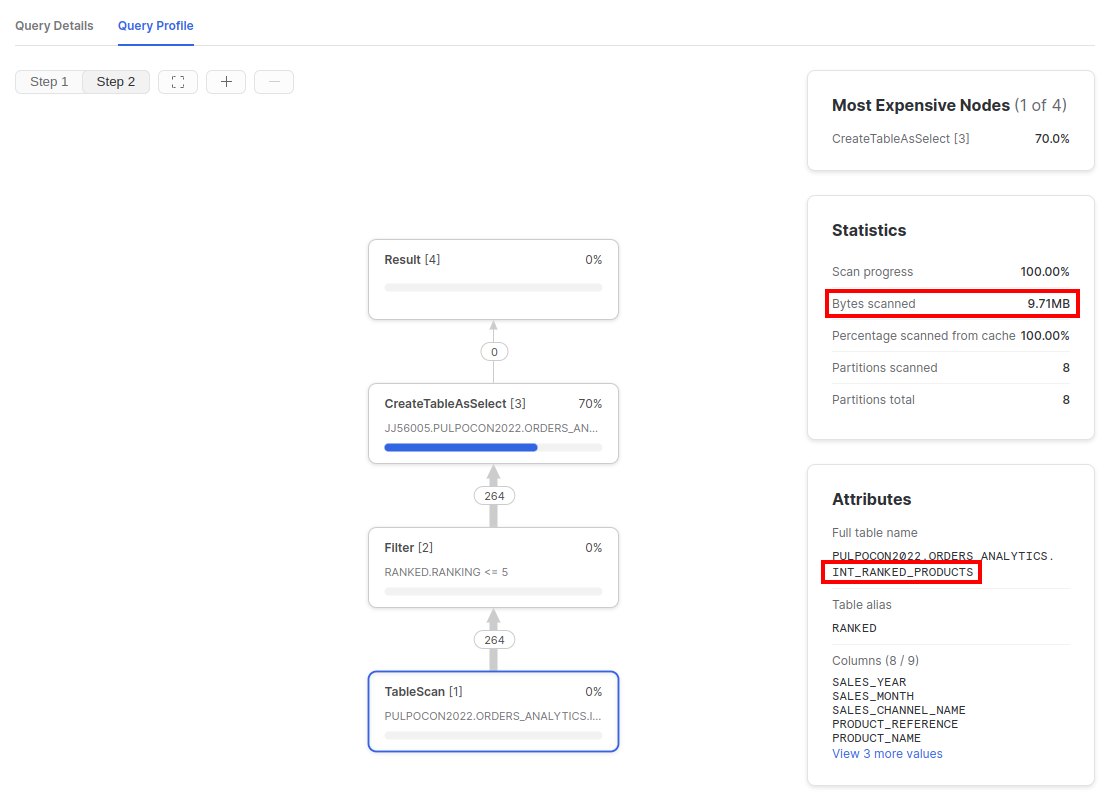 Query Details
Query Profile
Step 1
Step 2
Most Expensive Nodes (1 of 4)
CreateTableAsSelect [3] 70.0%
Statistics
Scan progress 100.00%
Bytes scanned 9.71MB
Percentage scanned from cache 100.00%
Partitions scanned 8
Partitions total 8
Attributes
Full table name
PULPOCON2022.ORDERS_ANALYTICS.
INT_RANKED_PRODUCTS
Table alias
RANKED
Columns (8 / 9)
SALES_YEAR
SALES_MONTH
SALES_CHANNEL_NAME
PRODUCT_REFERENCE
PRODUCT_NAME
View 3 more values
Result [4] 0%
0
CreateTableAsSelect [3] 70%
JJ56005.PULPOCON2022.ORDERS_AN...
264
Filter [2] 0%
RANKED.RANKING <= 5
264
TableScan [1] 0%
PULPOCON2022.ORDERS_ANALYTICS.I...